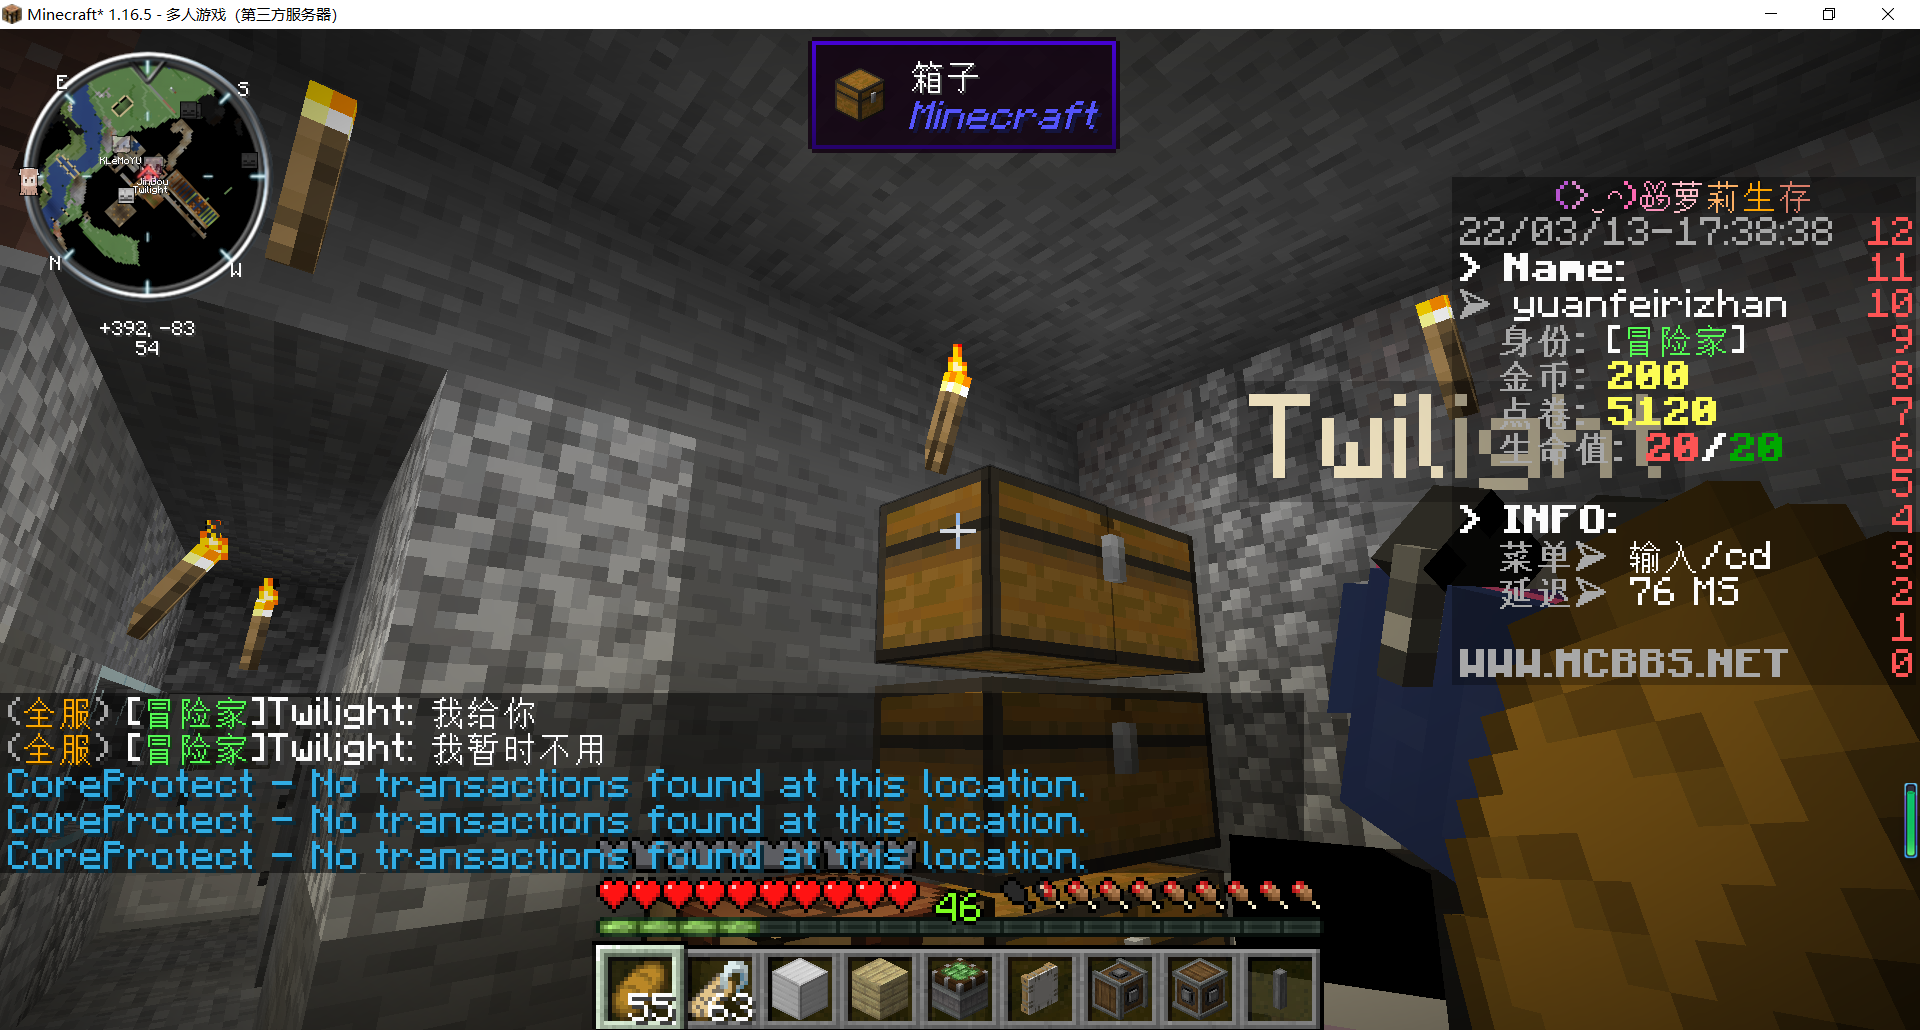 Minecraft* 1.16.5 - 多人游戏 (第三方服务器)
箱子
Minecraft
E
S
KLeMoYU
JinBou
Twilight
N
W
+392, -83
54
萝莉生存
22/03/13-17:38:38 12
> Name: 11
➢ yuanfeirizhan 10
身份: [冒险家] 9
金币: 200 8
点卷: 5120 7
生命值: 20/20 6
5
> INFO: 4
菜单➢ 输入/cd 3
延迟➢ 76 MS 2
1
WWW.MCBBS.NET 0
Twilight
(全服) [冒险家]Twilight: 我给你
(全服) [冒险家]Twilight: 我暂时不用
CoreProtect - No transactions found at this location.
CoreProtect - No transactions found at this location.
CoreProtect - No transactions found at this location.
46
55
63